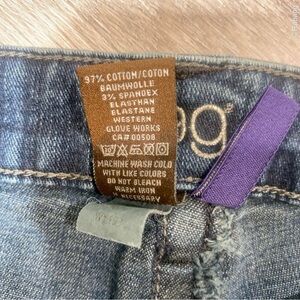 97% COTTON/COTON
BAUMWOLLE
3% SPANDEX
ELASTHAN
ELASTANE
WESTERN
GLOVE WORKS
CA# 00508
MACHINE WASH COLD
WITH LIKE COLORS
DO NOT BLEACH
WARM IRON
IF NECESSARY